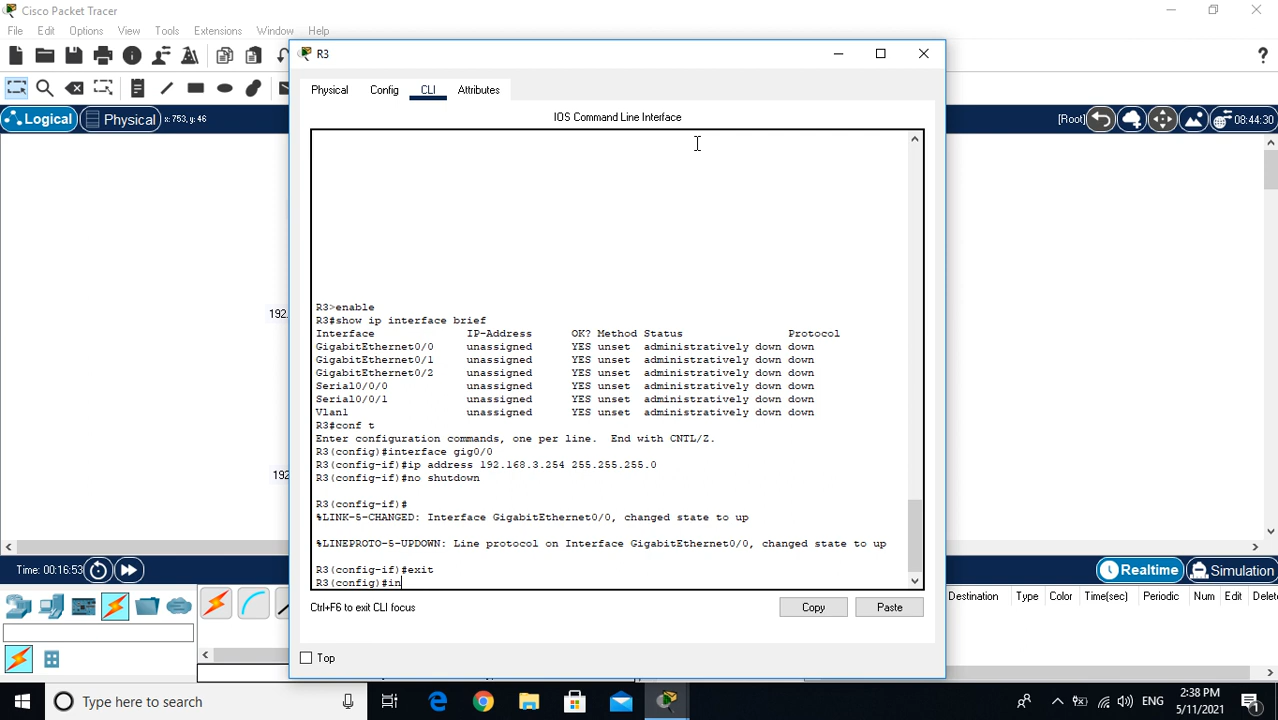 Cisco Packet Tracer
File Edit Options View Tools Extensions Window Help
R3
Physical Config CLI Attributes
Logical Physical x: 753, y: 46
[Root] 08:44:30
IOS Command Line Interface
192.
192
R3>enable
R3#show ip interface brief
Interface IP-Address OK? Method Status Protocol
GigabitEthernet0/0 unassigned YES unset administratively down down
GigabitEthernet0/1 unassigned YES unset administratively down down
GigabitEthernet0/2 unassigned YES unset administratively down down
Serial0/0/0 unassigned YES unset administratively down down
Serial0/0/1 unassigned YES unset administratively down down
Vlan1 unassigned YES unset administratively down down
R3#conf t
Enter configuration commands, one per line. End with CNTL/Z.
R3(config)#interface gig0/0
R3(config-if)#ip address 192.168.3.254 255.255.255.0
R3(config-if)#no shutdown
R3(config-if)#
%LINK-5-CHANGED: Interface GigabitEthernet0/0, changed state to up
%LINEPROTO-5-UPDOWN: Line protocol on Interface GigabitEthernet0/0, changed state to up
R3(config-if)#exit
R3(config)#in
Ctrl+F6 to exit CLI focus
Copy Paste
Top
Time: 00:16:53
Realtime Simulation
Destination Type Color Time(sec) Periodic Num Edit Delet
Type here to search
ENG
2:38 PM
5/11/2021
1